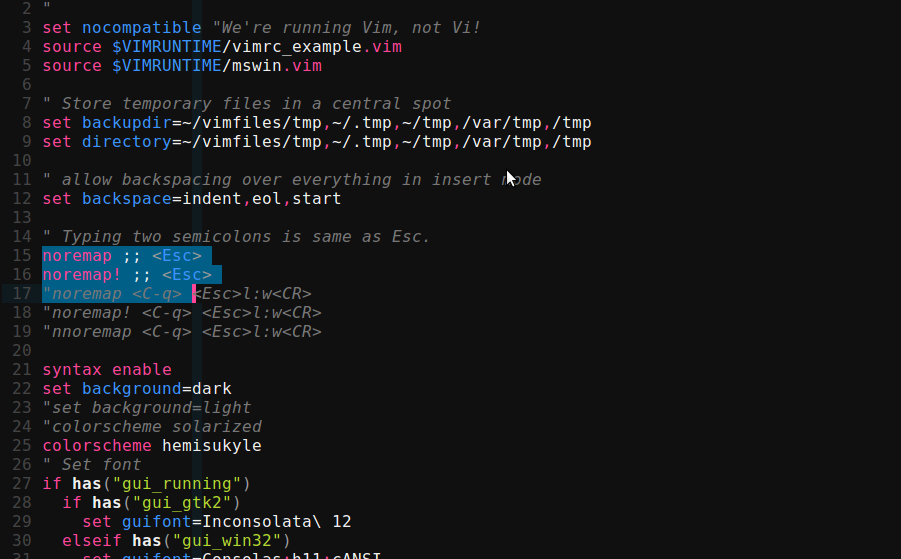 2 "
3 set nocompatible "We're running Vim, not Vi!
4 source $VIMRUNTIME/vimrc_example.vim
5 source $VIMRUNTIME/mswin.vim
6
7 " Store temporary files in a central spot
8 set backupdir=~/vimfiles/tmp,~/.tmp,~/tmp,/var/tmp,/tmp
9 set directory=~/vimfiles/tmp,~/.tmp,~/tmp,/var/tmp,/tmp
10
11 " allow backspacing over everything in insert mode
12 set backspace=indent,eol,start
13
14 " Typing two semicolons is same as Esc.
15 noremap ;; <Esc>
16 noremap! ;; <Esc>
17 "noremap <C-q> <Esc>l:w<CR>
18 "noremap! <C-q> <Esc>l:w<CR>
19 "nnoremap <C-q> <Esc>l:w<CR>
20
21 syntax enable
22 set background=dark
23 "set background=light
24 "colorscheme solarized
25 colorscheme hemisukyle
26 " Set font
27 if has("gui_running")
28   if has("gui_gtk2")
29     set guifont=Inconsolata\ 12
30   elseif has("gui_win32")
31     set guifont=Consolas:h11:cANSI